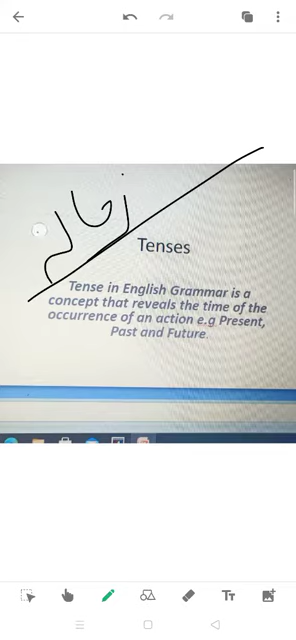 Tenses
Tense in English Grammar is a
concept that reveals the time of the
occurrence of an action e.g Present,
Past and Future.